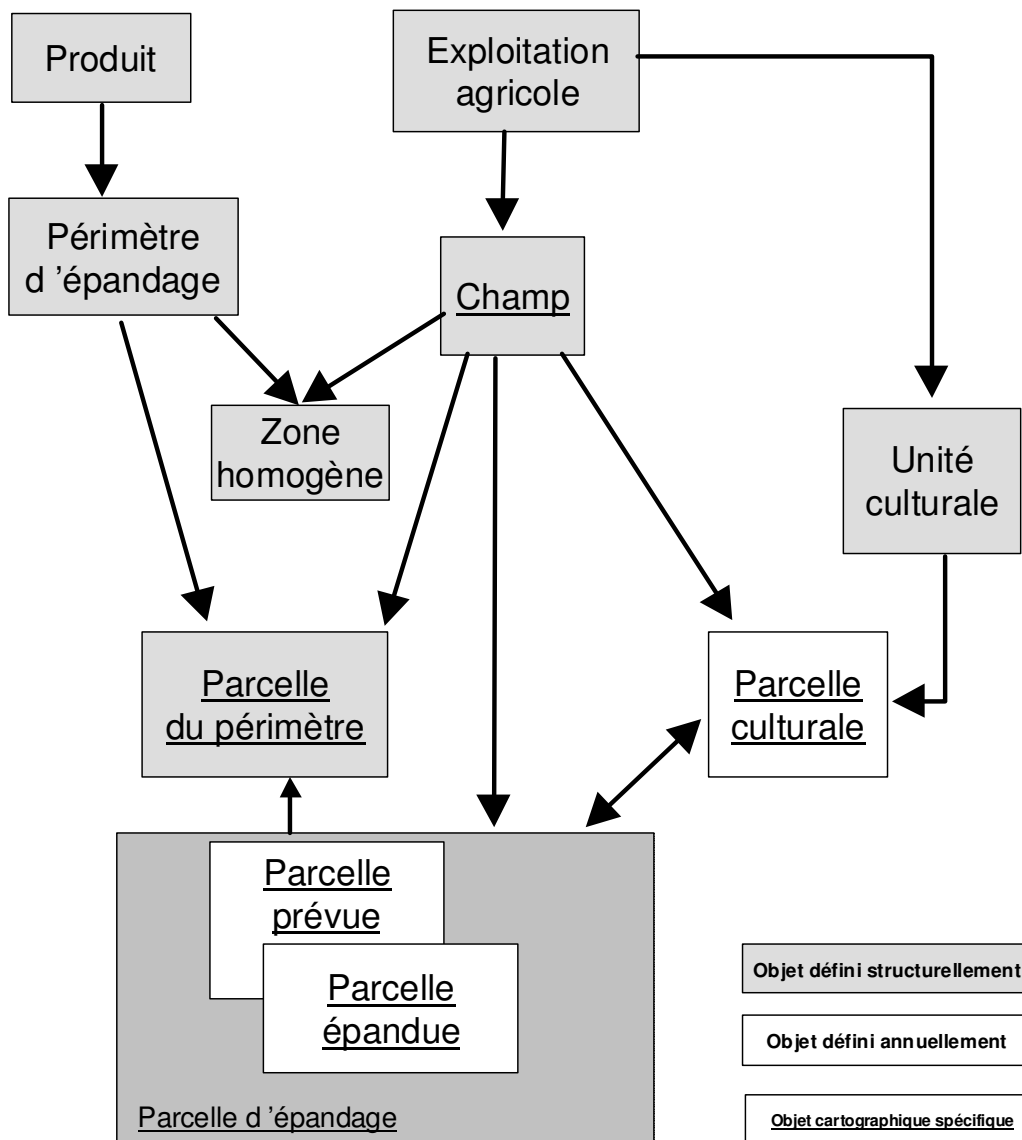 Produit
Exploitation
agricole
Périmètre
d ’épandage
Champ
Zone
homogène
Unité
culturale
Parcelle
du périmètre
Parcelle
culturale
Parcelle
prévue
Parcelle
épandue
Parcelle d ’épandage
Objet défini structurellement
Objet défini annuellement
Objet cartographique spécifique